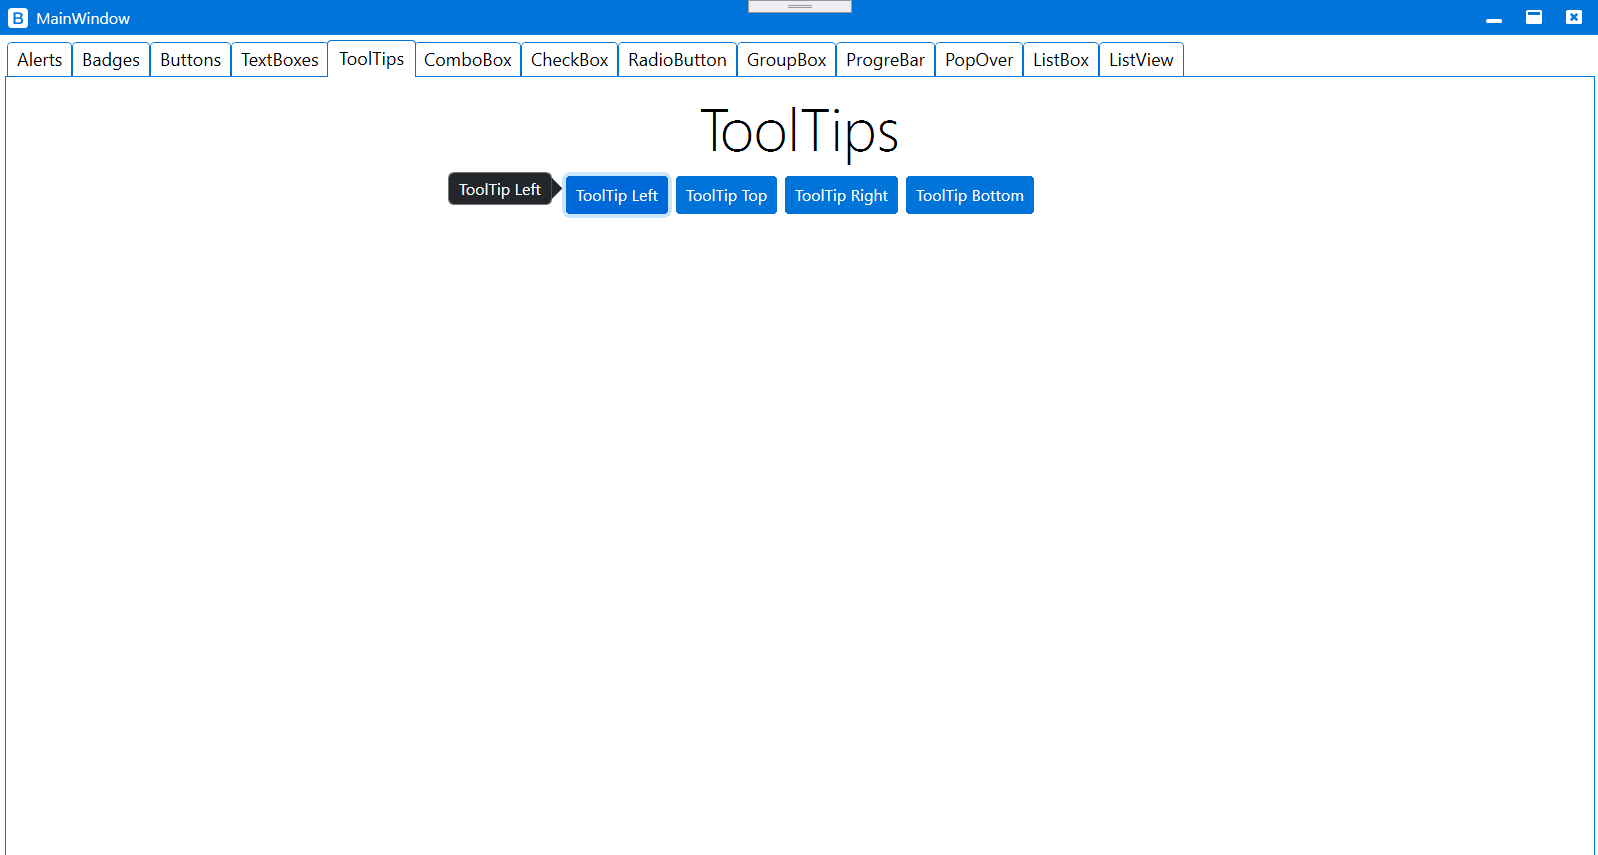 B MainWindow
Alerts Badges Buttons TextBoxes ToolTips ComboBox CheckBox RadioButton GroupBox ProgreBar PopOver ListBox ListView
ToolTips
ToolTip Left ToolTip Left ToolTip Top ToolTip Right ToolTip Bottom